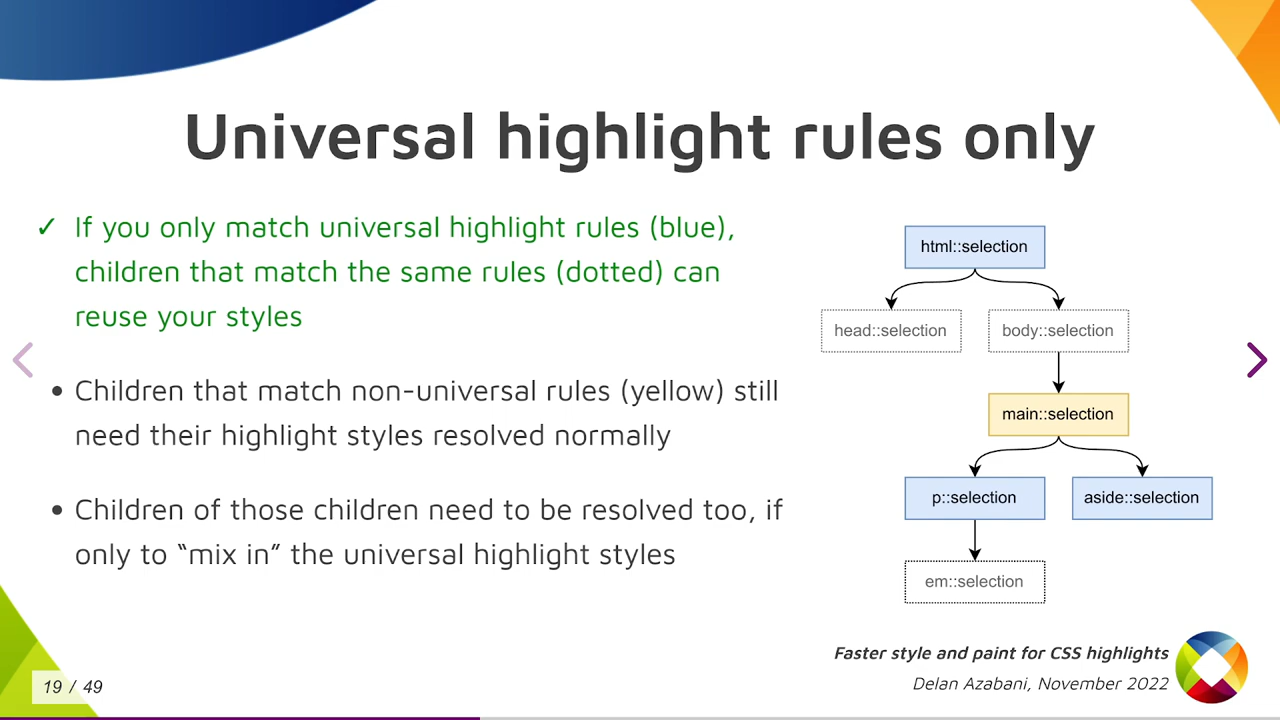 Universal highlight rules only
✓ If you only match universal highlight rules (blue),
children that match the same rules (dotted) can
reuse your styles
• Children that match non-universal rules (yellow) still
need their highlight styles resolved normally
• Children of those children need to be resolved too, if
only to “mix in” the universal highlight styles
html::selection
head::selection
body::selection
main::selection
p::selection
aside::selection
em::selection
Faster style and paint for CSS highlights
Delan Azabani, November 2022
19 / 49